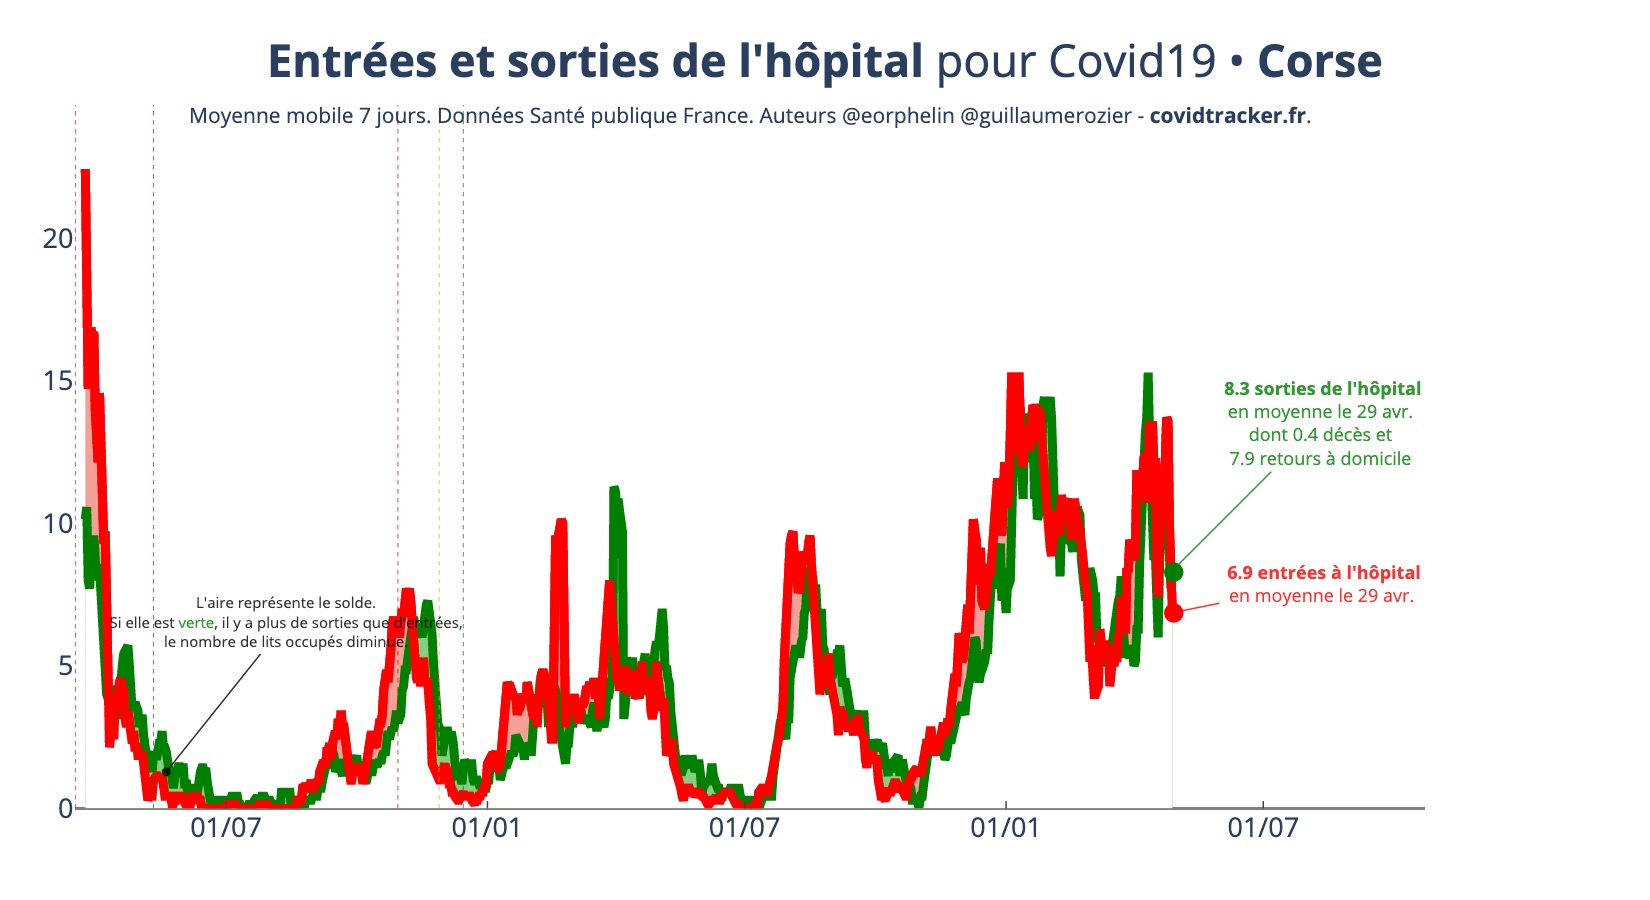 Entrées et sorties de l'hôpital pour Covid19 • Corse
Moyenne mobile 7 jours. Données Santé publique France. Auteurs @eorphelin @guillaumerozier - covidtracker.fr.
20
15
10
5
0
L'aire représente le solde.
Si elle est verte, il y a plus de sorties que d'entrées,
le nombre de lits occupés diminue.
8.3 sorties de l'hôpital
en moyenne le 29 avr.
dont 0.4 décès et
7.9 retours à domicile
6.9 entrées à l'hôpital
en moyenne le 29 avr.
01/07
01/01
01/07
01/01
01/07